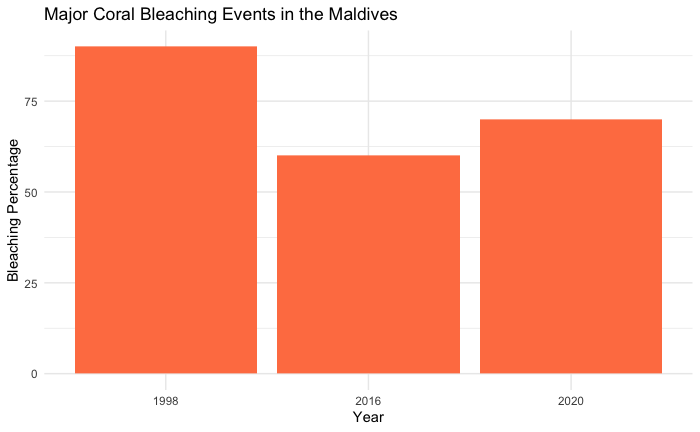 Major Coral Bleaching Events in the Maldives
Bleaching Percentage
75
50
25
0
1998 2016 2020
Year